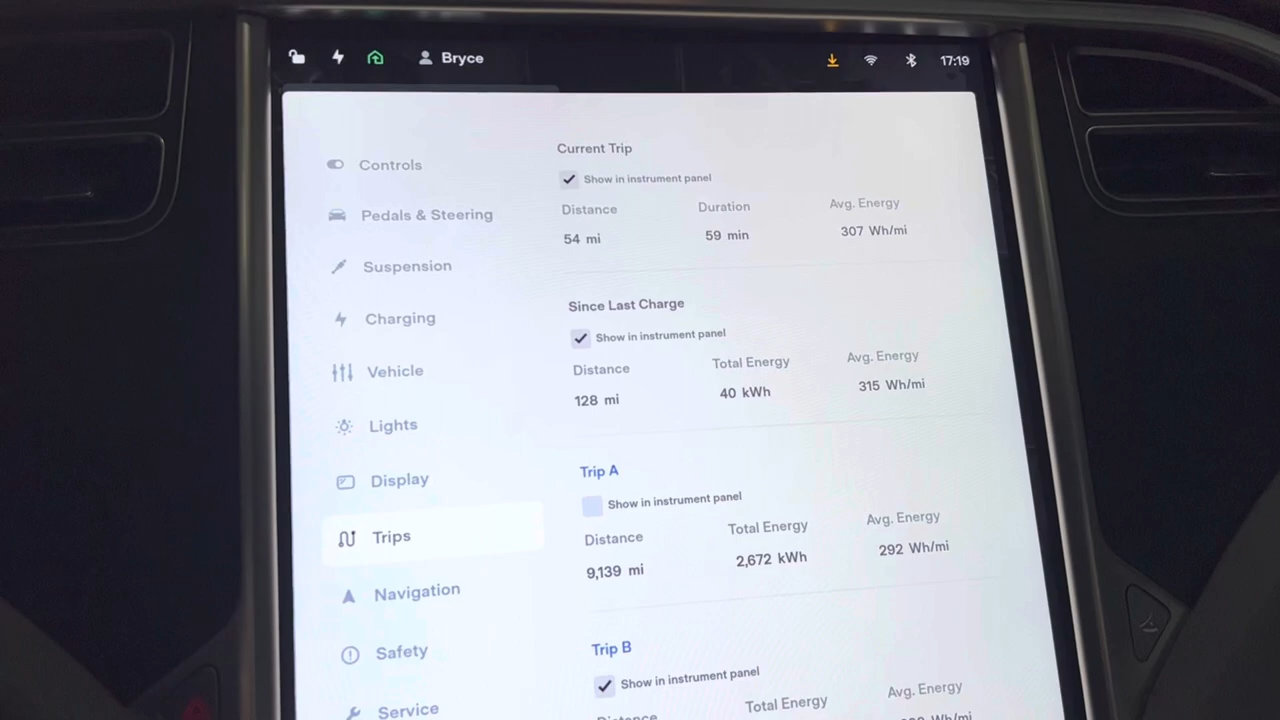 Bryce
17:19
Controls
Pedals & Steering
Suspension
Charging
Vehicle
Lights
Display
Trips
Navigation
Safety
Service
Current Trip
Show in instrument panel
Distance Duration Avg. Energy
54 mi 59 min 307 Wh/mi
Since Last Charge
Show in instrument panel
Distance Total Energy Avg. Energy
128 mi 40 kWh 315 Wh/mi
Trip A
Show in instrument panel
Distance Total Energy Avg. Energy
9,139 mi 2,672 kWh 292 Wh/mi
Trip B
Show in instrument panel
Distance Total Energy Avg. Energy
Wh/mi